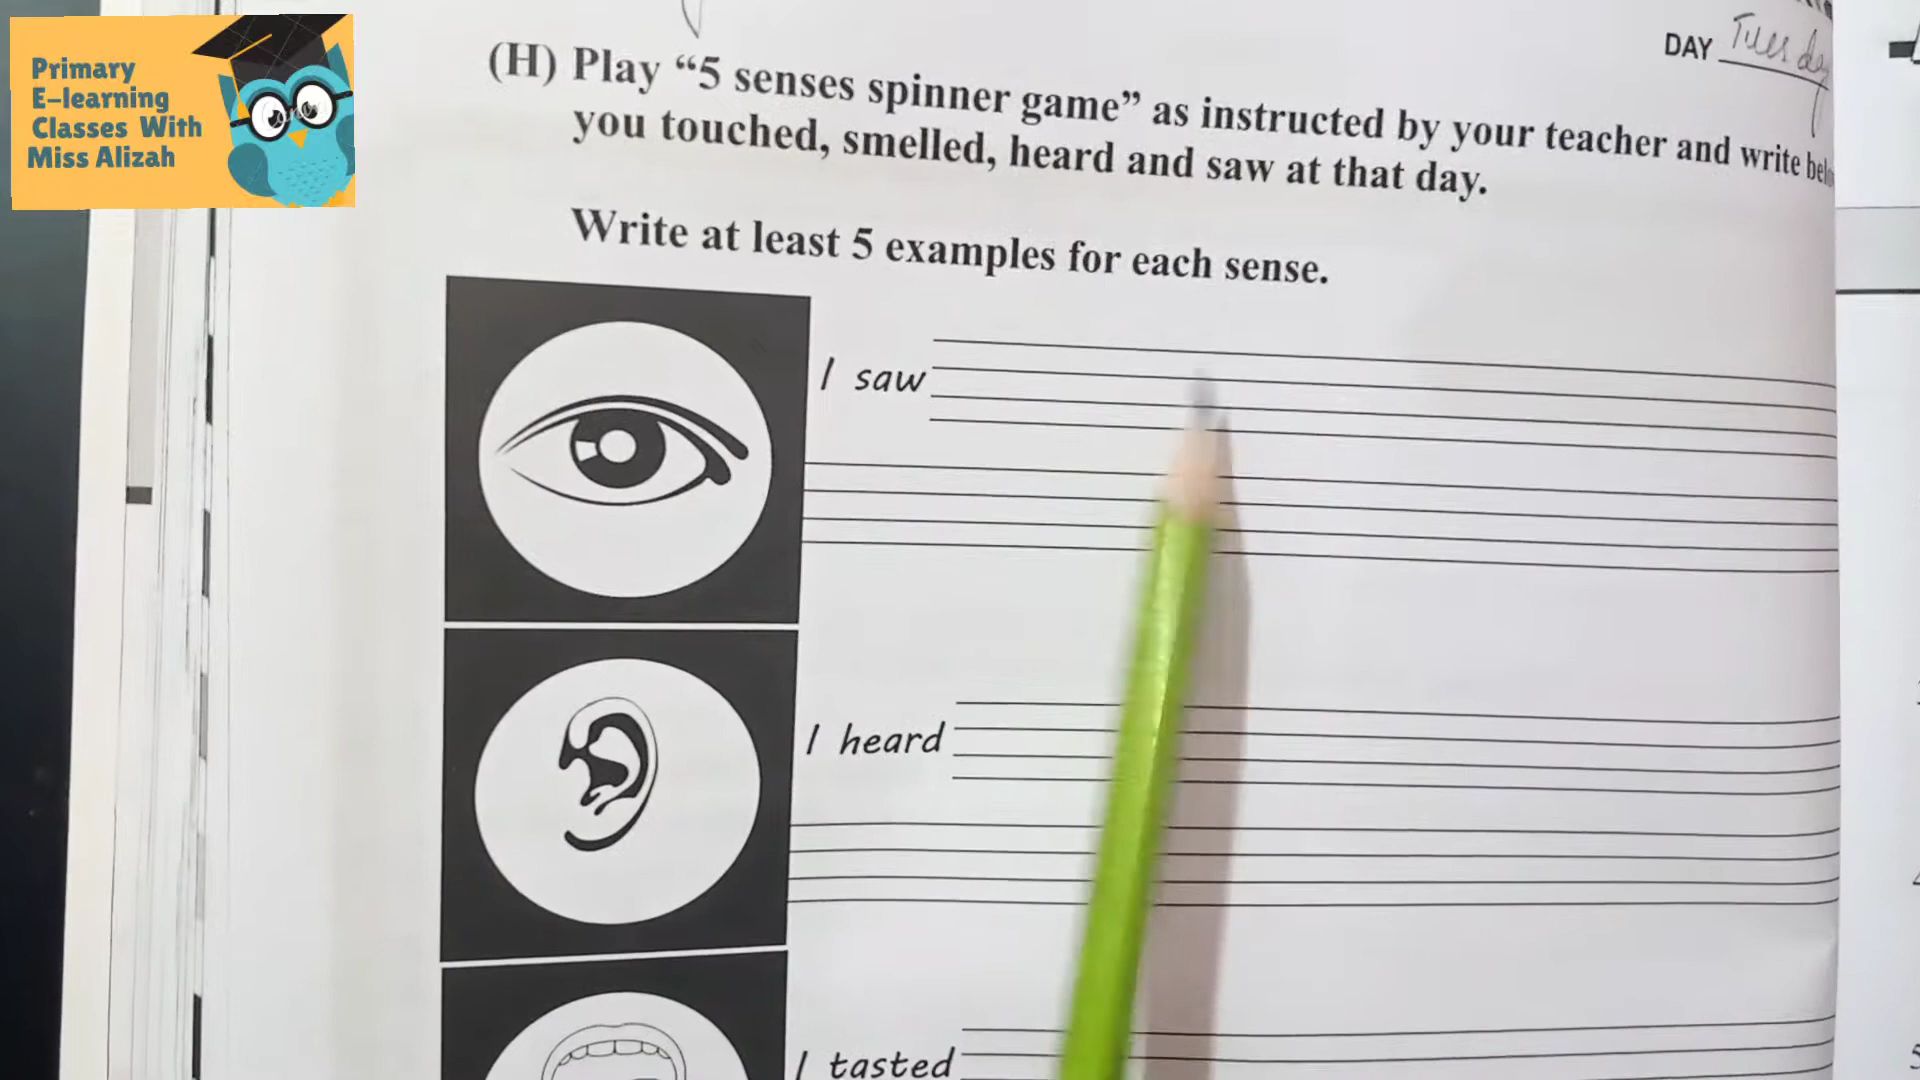 Primary
E-learning
Classes With
Miss Alizah
DAY Tuesday
(H) Play “5 senses spinner game” as instructed by your teacher and write
you touched, smelled, heard and saw at that day.
Write at least 5 examples for each sense.
I saw
I heard
I tasted